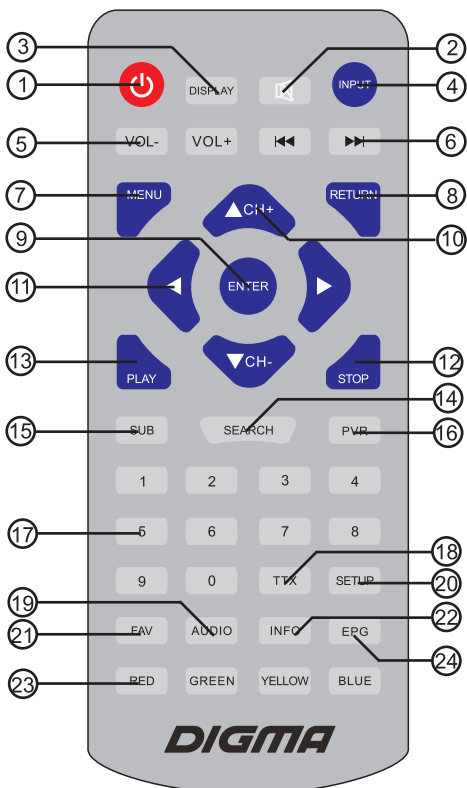 3
2
1
DISPLAY
INPUT
4
5
VOL-
VOL+
6
7
MENU
RETURN
8
CH+
9
10
ENTER
11
CH-
13
PLAY
STOP
12
14
15
SUB
SEARCH
PVR
16
1
2
3
4
17
5
6
7
8
18
9
0
TTX
SETUP
20
19
21
FAV
AUDIO
INFO
EPG
22
24
23
RED
GREEN
YELLOW
BLUE
DIGMA